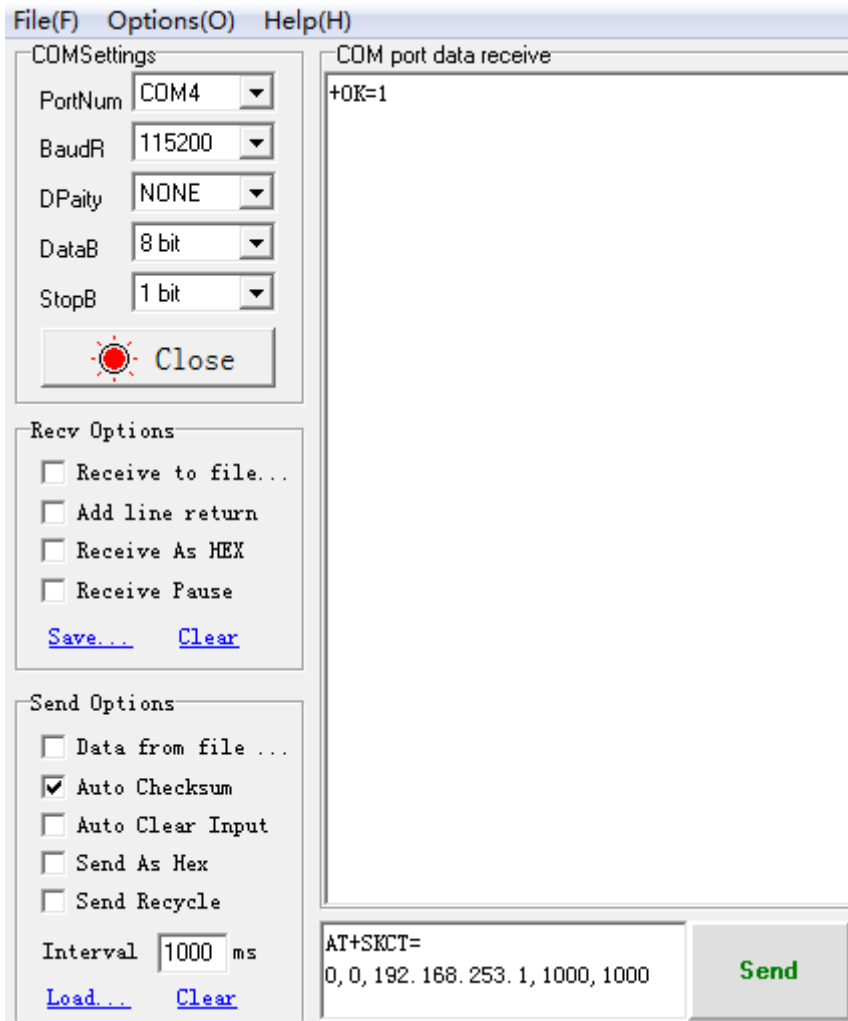 File(F) Options(O) Help(H)
COMSettings
PortNum COM4
BaudR 115200
DPaity NONE
DataB 8 bit
StopB 1 bit
Close
Recv Options
Receive to file...
Add line return
Receive As HEX
Receive Pause
Save... Clear
Send Options
Data from file ...
Auto Checksum
Auto Clear Input
Send As Hex
Send Recycle
Interval 1000 ms
Load... Clear
COM port data receive
+OK=1
AT+SKCT=
0,0,192.168.253.1,1000,1000
Send